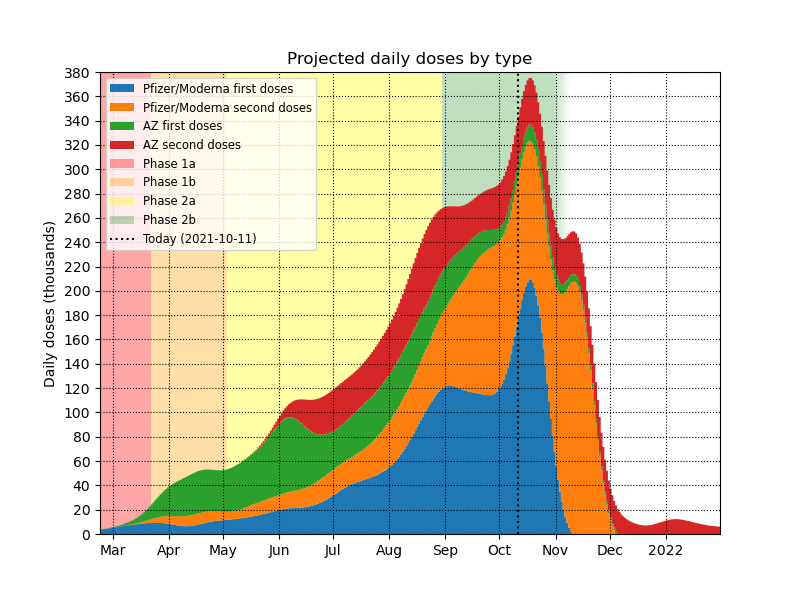 Projected daily doses by type
Daily doses (thousands)
380
360
340
320
300
280
260
240
220
200
180
160
140
120
100
80
60
40
20
0
Pfizer/Moderna first doses
Pfizer/Moderna second doses
AZ first doses
AZ second doses
Phase 1a
Phase 1b
Phase 2a
Phase 2b
Today (2021-10-11)
Mar Apr May Jun Jul Aug Sep Oct Nov Dec 2022